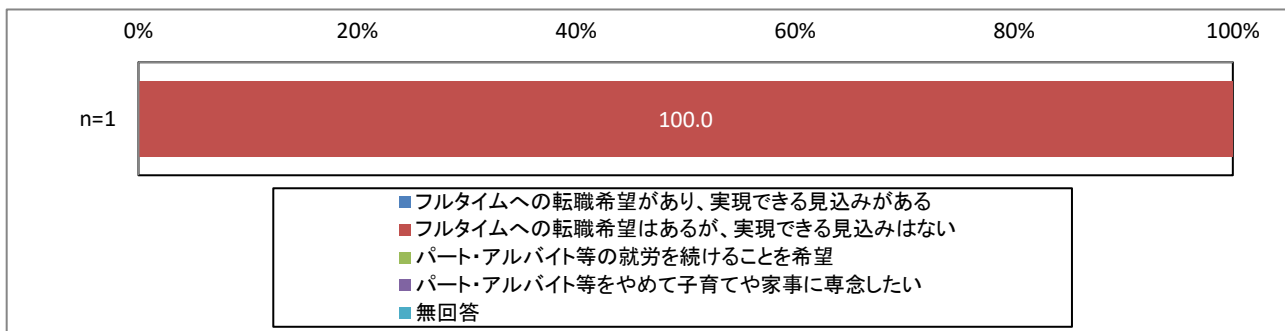 0% 20% 40% 60% 80% 100%
n=1 100.0
フルタイムへの転職希望があり、実現できる見込みがある
フルタイムへの転職希望はあるが、実現できる見込みはない
パート・アルバイト等の就労を続けることを希望
パート・アルバイト等をやめて子育てや家事に専念したい
無回答